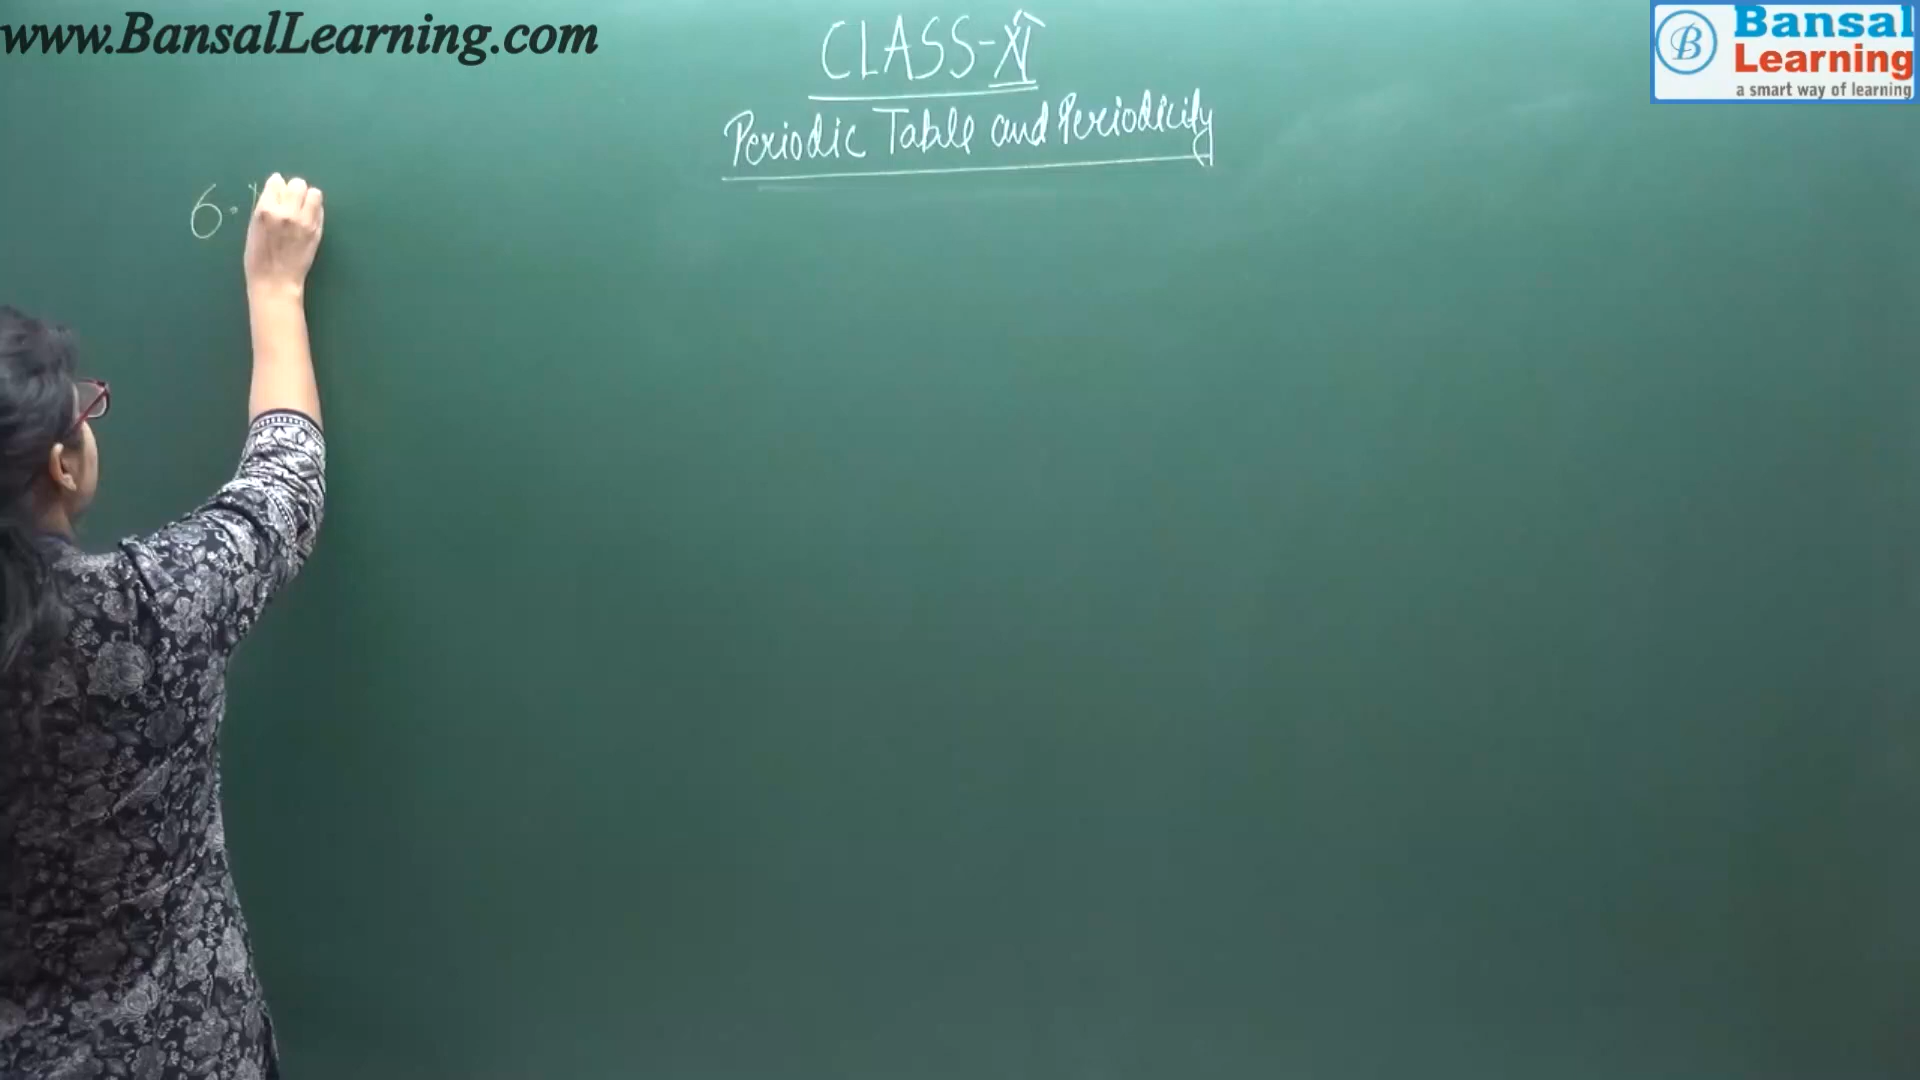 www.BansalLearning.com
CLASS-XI
Bansal
Learning
a smart way of learning
Periodic Table and Periodicity
6.